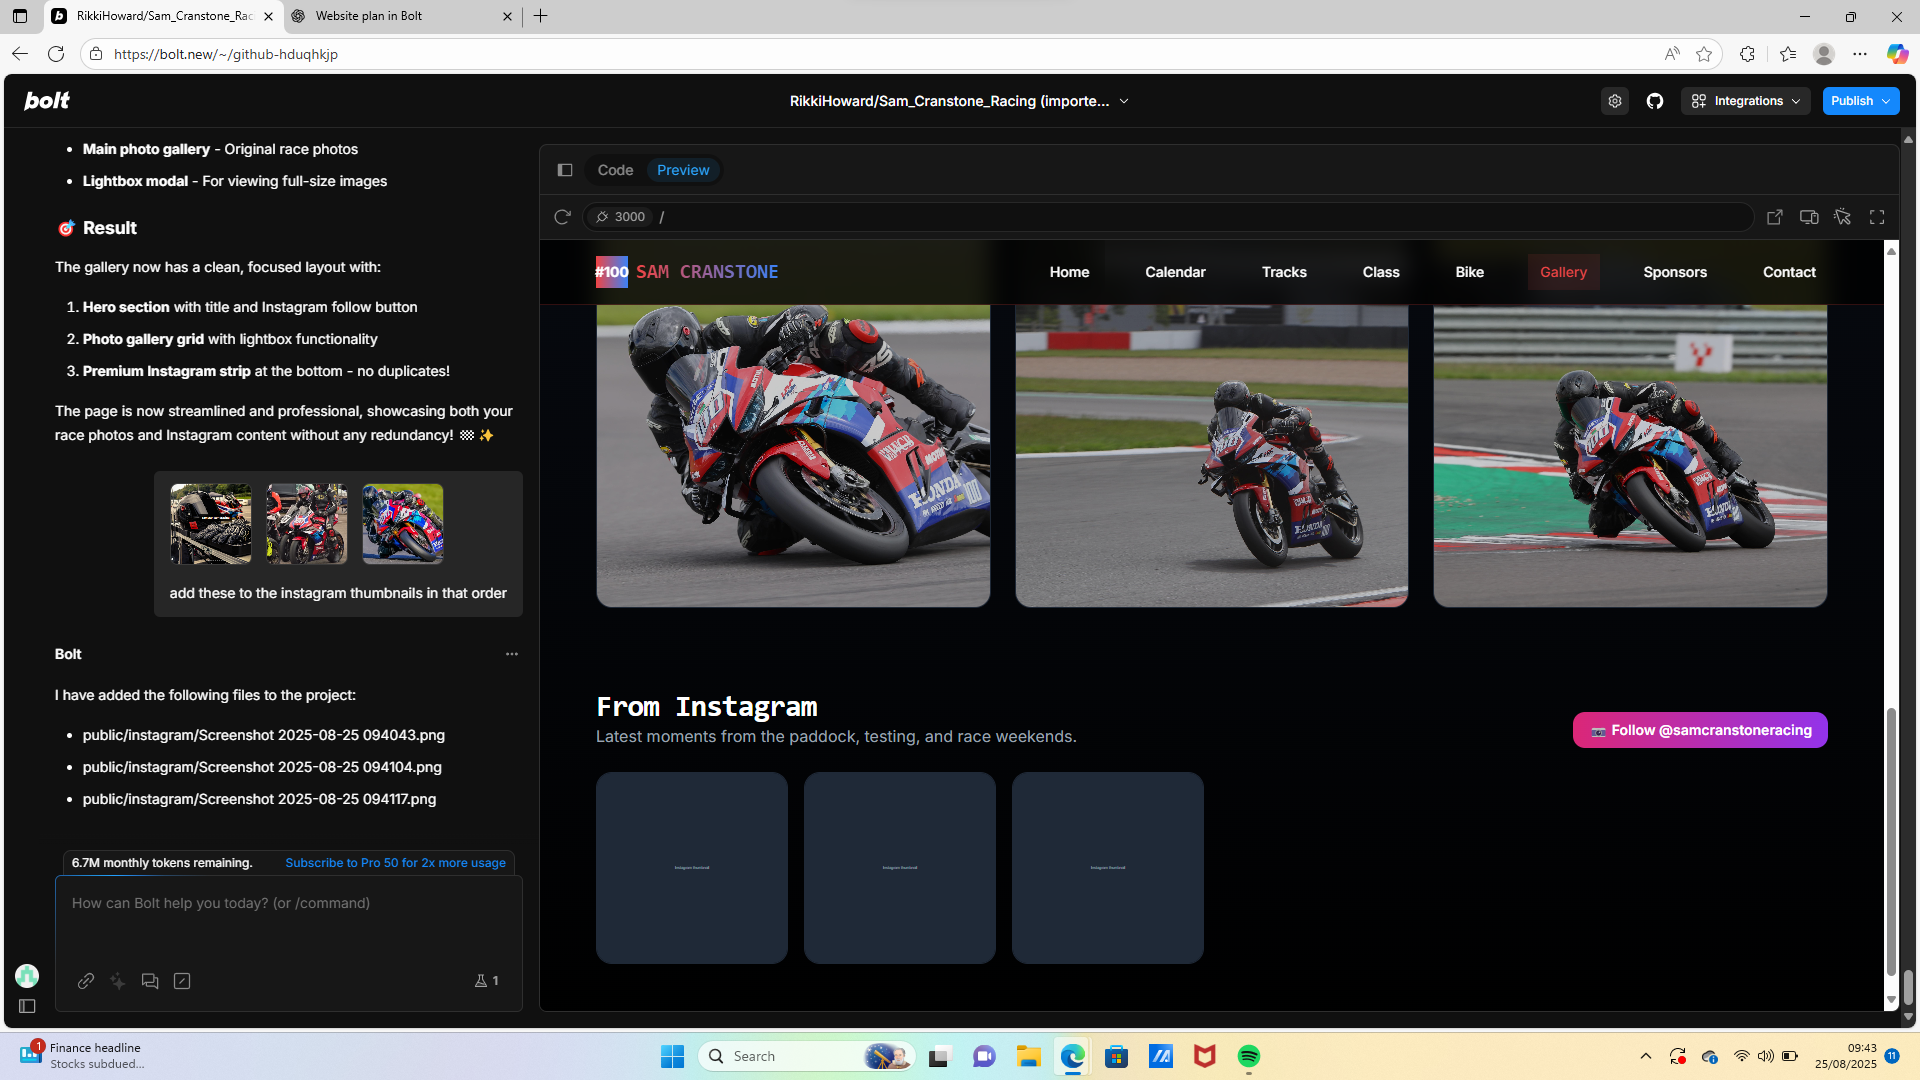 RikkiHoward/Sam_Cranstone_Rac
Website plan in Bolt
https://bolt.new/~/github-hduqhkjp
bolt
RikkiHoward/Sam_Cranstone_Racing (importe...
Integrations
Publish
Main photo gallery - Original race photos
Lightbox modal - For viewing full-size images
🎯 Result
The gallery now has a clean, focused layout with:
1. Hero section with title and Instagram follow button
2. Photo gallery grid with lightbox functionality
3. Premium Instagram strip at the bottom - no duplicates!
The page is now streamlined and professional, showcasing both your
race photos and Instagram content without any redundancy! 🏁 ✨
add these to the instagram thumbnails in that order
Bolt
I have added the following files to the project:
public/instagram/Screenshot 2025-08-25 094043.png
public/instagram/Screenshot 2025-08-25 094104.png
public/instagram/Screenshot 2025-08-25 094117.png
6.7M monthly tokens remaining.
Subscribe to Pro 50 for 2x more usage
How can Bolt help you today? (or /command)
1
Code
Preview
3000
/
#100 SAM CRANSTONE
Home
Calendar
Tracks
Class
Bike
Gallery
Sponsors
Contact
HONDA
100
HONDA
From Instagram
Latest moments from the paddock, testing, and race weekends.
📷 Follow @samcranstoneracing
1
Finance headline
Stocks subdued...
Search
09:43
25/08/2025
11